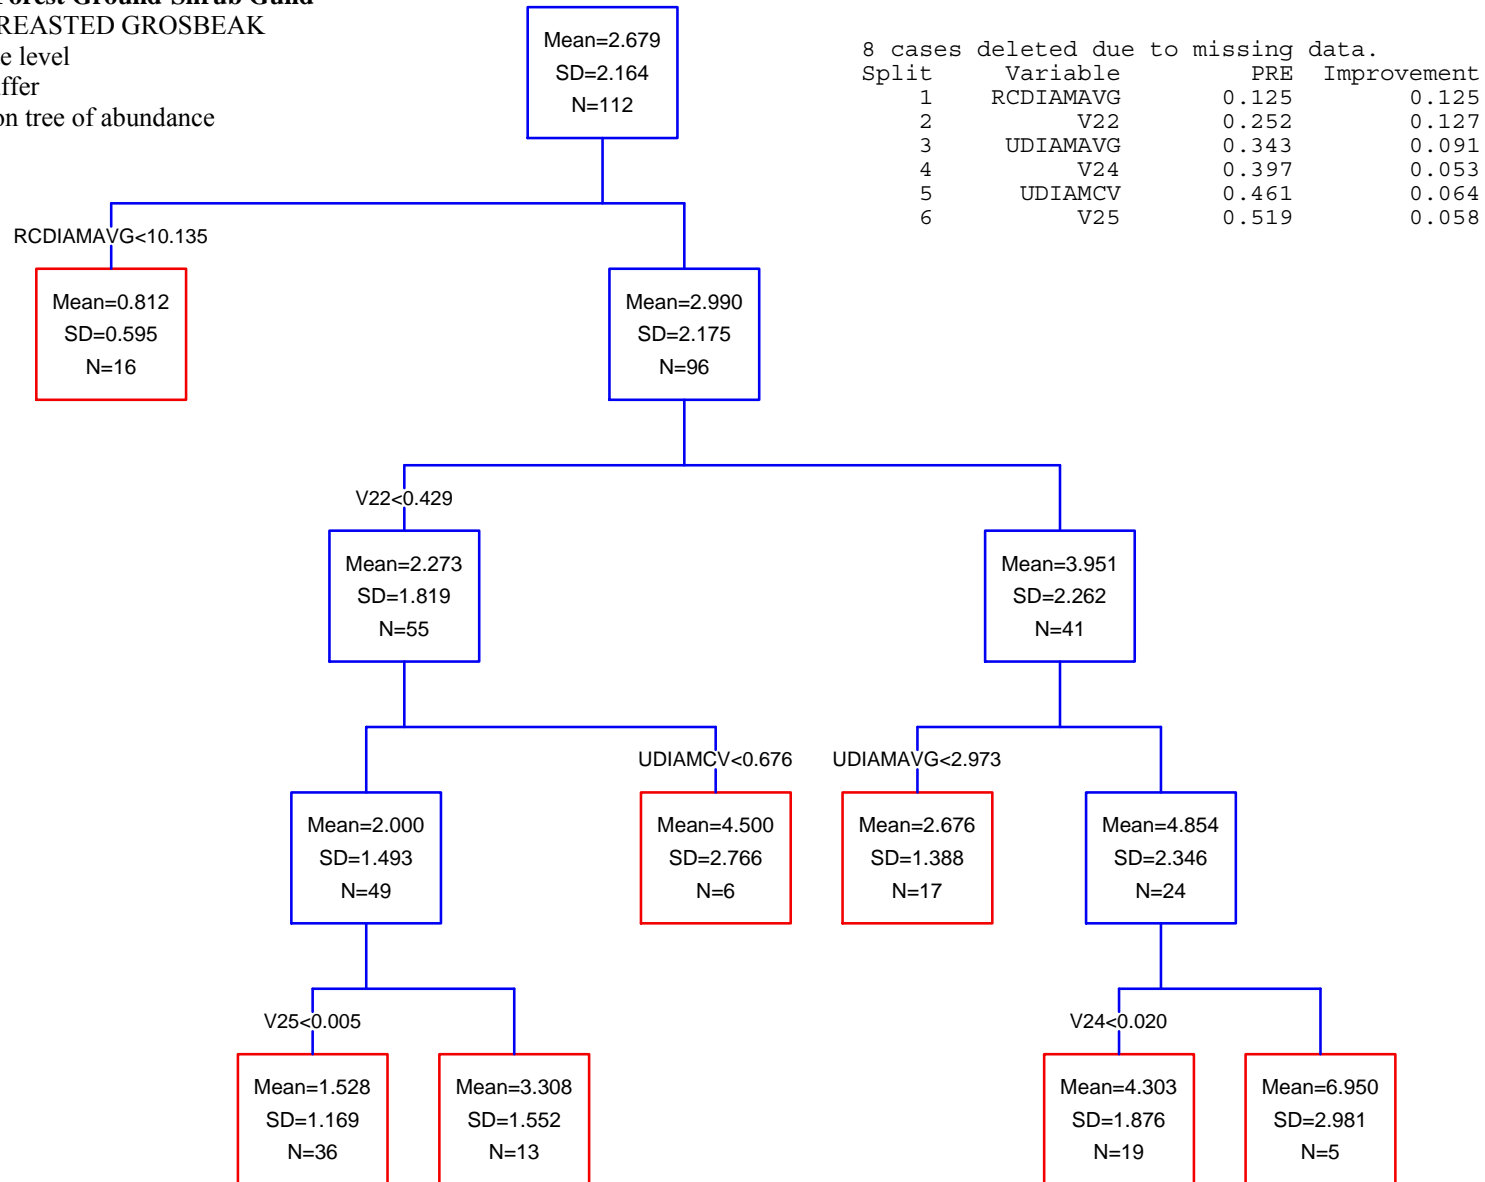 REASTED GROSBEAK
e level
ffer
on tree of abundance
8 cases deleted due to missing data.
Split Variable PRE Improvement
1 RCDIAMAVG 0.125 0.125
2 V22 0.252 0.127
3 UDIAMAVG 0.343 0.091
4 V24 0.397 0.053
5 UDIAMCV 0.461 0.064
6 V25 0.519 0.058
Mean=2.679
SD=2.164
N=112
RCDIAMAVG<10.135
Mean=0.812
SD=0.595
N=16
Mean=2.990
SD=2.175
N=96
V22<0.429
Mean=2.273
SD=1.819
N=55
Mean=3.951
SD=2.262
N=41
UDIAMCV<0.676
UDIAMAVG<2.973
Mean=2.000
SD=1.493
N=49
Mean=4.500
SD=2.766
N=6
Mean=2.676
SD=1.388
N=17
Mean=4.854
SD=2.346
N=24
V25<0.005
V24<0.020
Mean=1.528
SD=1.169
N=36
Mean=3.308
SD=1.552
N=13
Mean=4.303
SD=1.876
N=19
Mean=6.950
SD=2.981
N=5